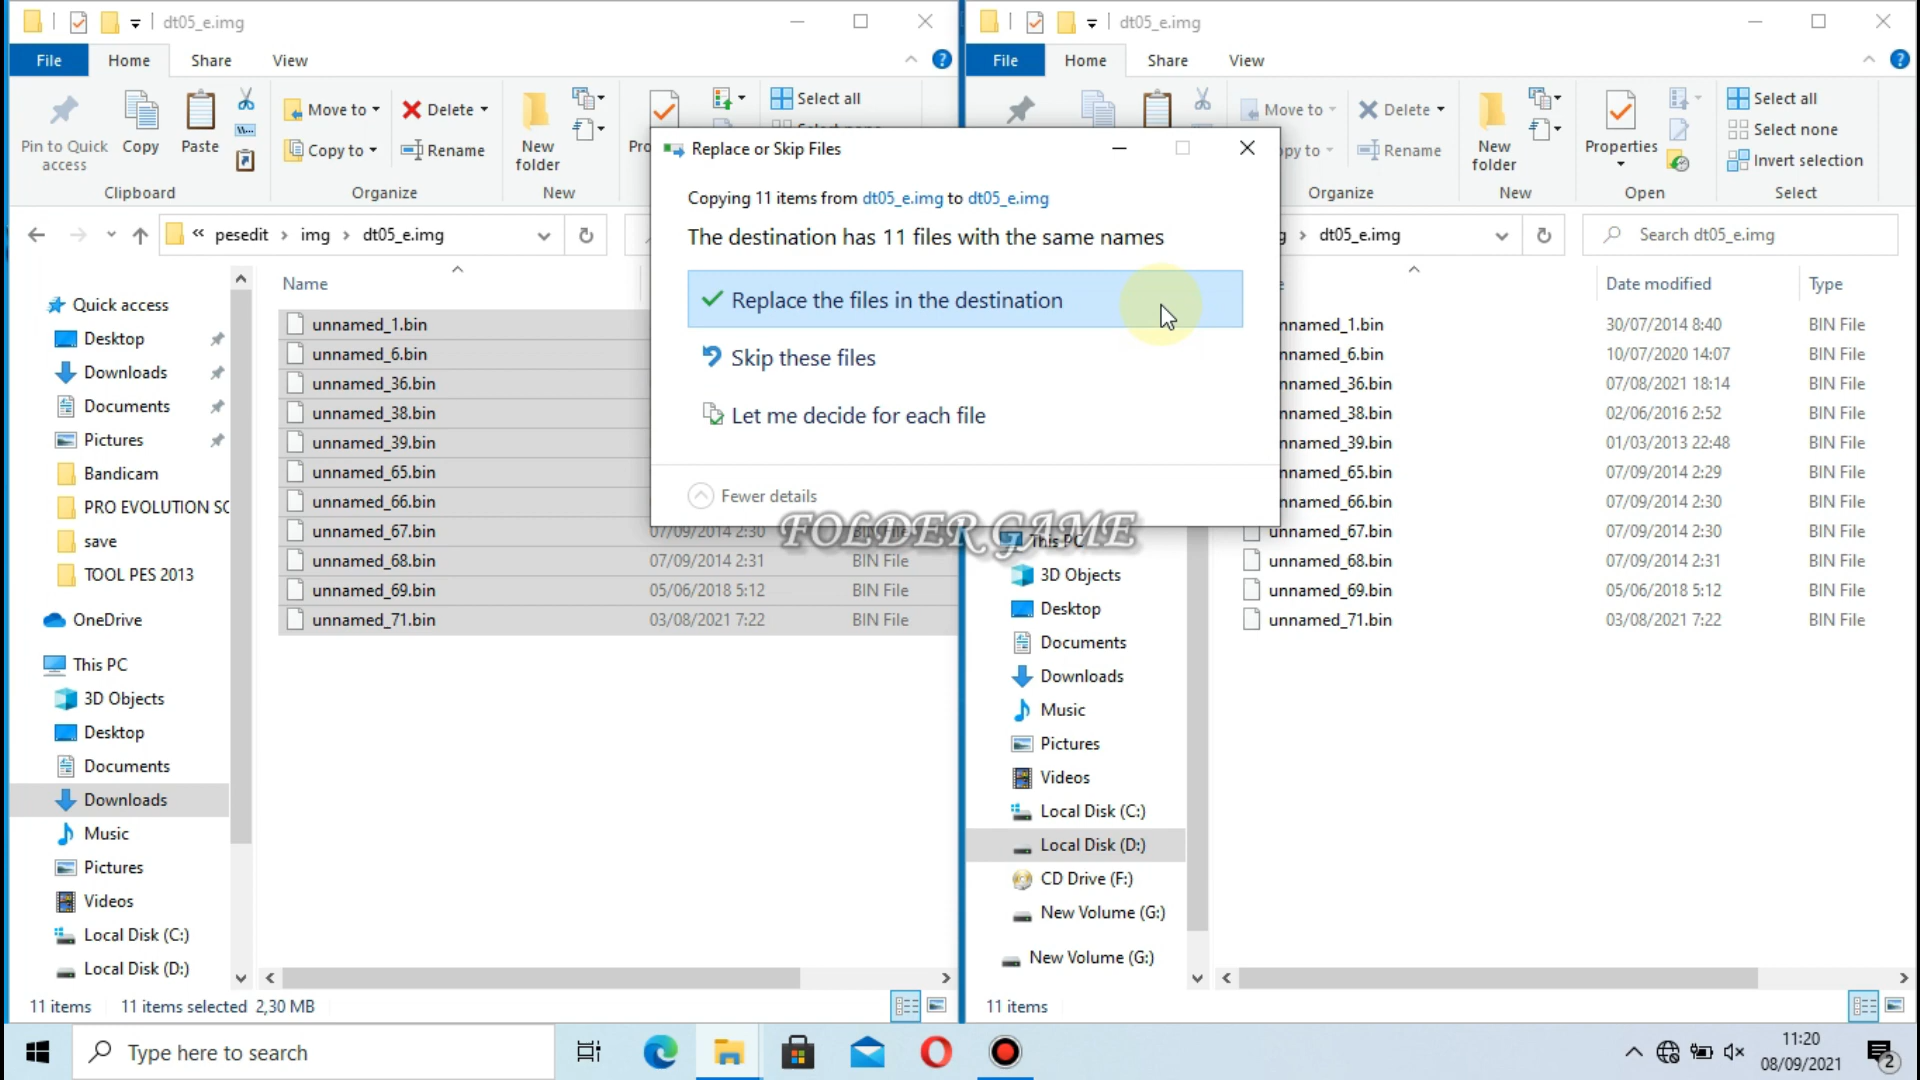 dt05_e.img
File
Home
Share
View
Pin to Quick access
Copy
Paste
Clipboard
Move to
Copy to
Delete
Rename
Organize
New folder
New
Select all
pesedit
img
dt05_e.img
Quick access
Desktop
Downloads
Documents
Pictures
Bandicam
PRO EVOLUTION SC
save
TOOL PES 2013
OneDrive
This PC
3D Objects
Desktop
Documents
Downloads
Music
Pictures
Videos
Local Disk (C:)
Local Disk (D:)
Name
unnamed_1.bin
unnamed_6.bin
unnamed_36.bin
unnamed_38.bin
unnamed_39.bin
unnamed_65.bin
unnamed_66.bin
unnamed_67.bin 07/09/2014 2:30
unnamed_68.bin 07/09/2014 2:31 BIN File
unnamed_69.bin 05/06/2018 5:12 BIN File
unnamed_71.bin 03/08/2021 7:22 BIN File
11 items 11 items selected 2,30 MB
Replace or Skip Files
Copying 11 items from dt05_e.img to dt05_e.img
The destination has 11 files with the same names
Replace the files in the destination
Skip these files
Let me decide for each file
Fewer details
FOLDER GAME
dt05_e.img
File
Home
Share
View
Move to
py to
Delete
Rename
Organize
New folder
New
Properties
Open
Select all
Select none
Invert selection
Select
g
dt05_e.img
Search dt05_e.img
Date modified Type
nnamed_1.bin 30/07/2014 8:40 BIN File
nnamed_6.bin 10/07/2020 14:07 BIN File
nnamed_36.bin 07/08/2021 18:14 BIN File
nnamed_38.bin 02/06/2016 2:52 BIN File
nnamed_39.bin 01/03/2013 22:48 BIN File
nnamed_65.bin 07/09/2014 2:29 BIN File
nnamed_66.bin 07/09/2014 2:30 BIN File
unnamed_67.bin 07/09/2014 2:30 BIN File
unnamed_68.bin 07/09/2014 2:31 BIN File
unnamed_69.bin 05/06/2018 5:12 BIN File
unnamed_71.bin 03/08/2021 7:22 BIN File
This PC
3D Objects
Desktop
Documents
Downloads
Music
Pictures
Videos
Local Disk (C:)
Local Disk (D:)
CD Drive (F:)
New Volume (G:)
New Volume (G:)
11 items
Type here to search
11:20
08/09/2021
2